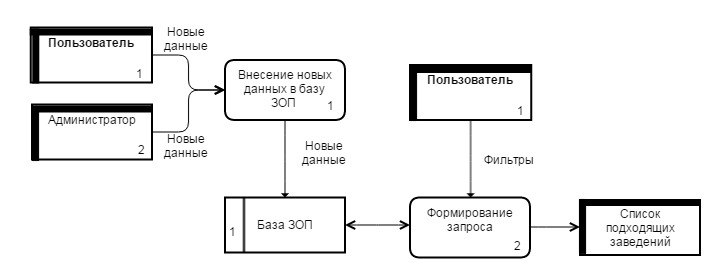 Новые
данные
Пользователь
1
Администратор
2
Новые
данные
Внесение новых
данных в базу
ЗОП
1
Пользователь
1
Новые
данные
Фильтры
1
База ЗОП
Формирование
запроса
2
Список
подходящих
заведений